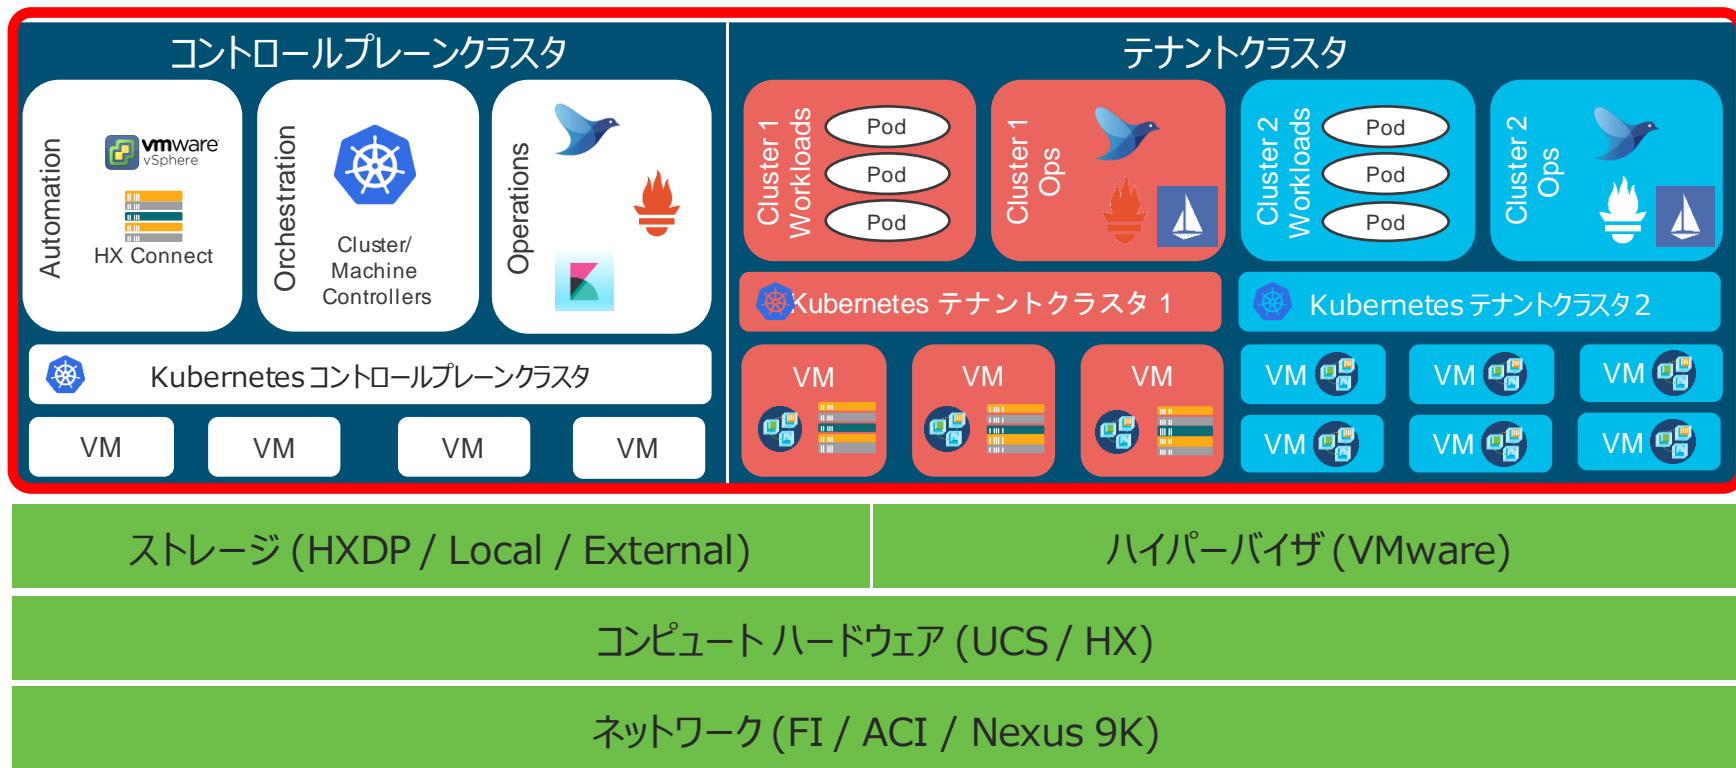 コントロールプレーンクラスタ
テナントクラスタ
Automation
vmware
vSphere
HX Connect
Orchestration
Cluster/
Machine
Controllers
Operations
Cluster 1
Workloads
Pod
Pod
Pod
Cluster 1
Ops
Cluster 2
Workloads
Pod
Pod
Pod
Cluster 2
Ops
Kubernetes コントロールプレーンクラスタ
Kubernetes テナントクラスタ 1
Kubernetes テナントクラスタ 2
VM
VM
VM
VM
VM
VM
VM
VM
VM
VM
VM
VM
VM
ストレージ (HXDP / Local / External)
ハイパーバイザ (VMware)
コンピュート ハードウェア (UCS / HX)
ネットワーク (FI / ACI / Nexus 9K)